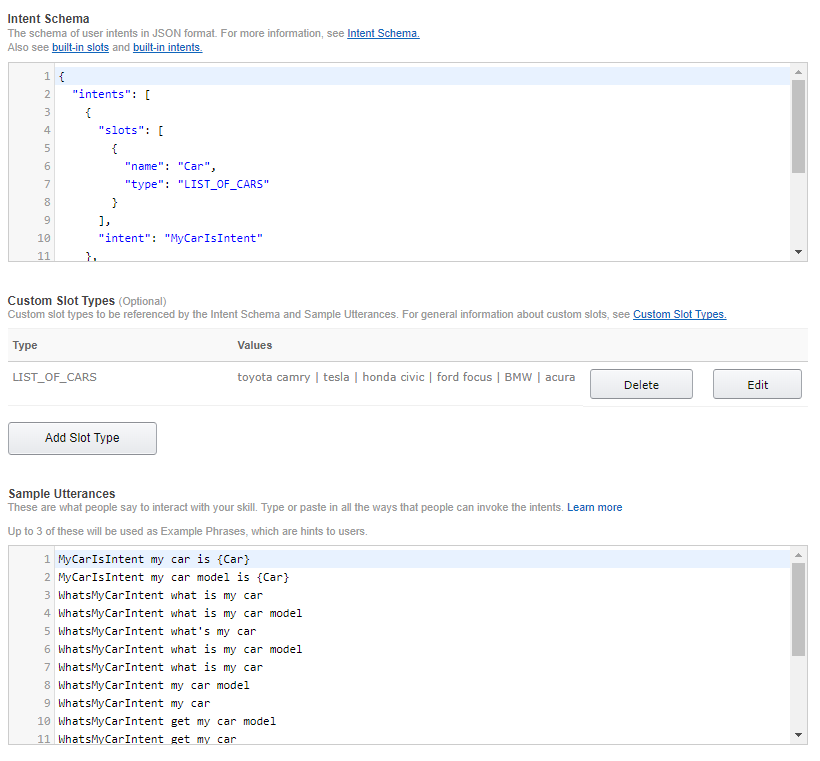 Intent Schema
The schema of user intents in JSON format. For more information, see Intent Schema.
Also see built-in slots and built-in intents.
1 {
2 "intents": [
3 {
4 "slots": [
5 {
6 "name": "Car",
7 "type": "LIST_OF_CARS"
8 }
9 ],
10 "intent": "MyCarIsIntent"
11 },
Custom Slot Types (Optional)
Custom slot types to be referenced by the Intent Schema and Sample Utterances. For general information about custom slots, see Custom Slot Types.
Type Values
LIST_OF_CARS toyota camry | tesla | honda civic | ford focus | BMW | acura Delete Edit
Add Slot Type
Sample Utterances
These are what people say to interact with your skill. Type or paste in all the ways that people can invoke the intents. Learn more
Up to 3 of these will be used as Example Phrases, which are hints to users.
1 MyCarIsIntent my car is {Car}
2 MyCarIsIntent my car model is {Car}
3 WhatsMyCarIntent what is my car
4 WhatsMyCarIntent what is my car model
5 WhatsMyCarIntent what's my car
6 WhatsMyCarIntent what is my car model
7 WhatsMyCarIntent what is my car
8 WhatsMyCarIntent my car model
9 WhatsMyCarIntent my car
10 WhatsMyCarIntent get my car model
11 WhatsMyCarIntent get my car